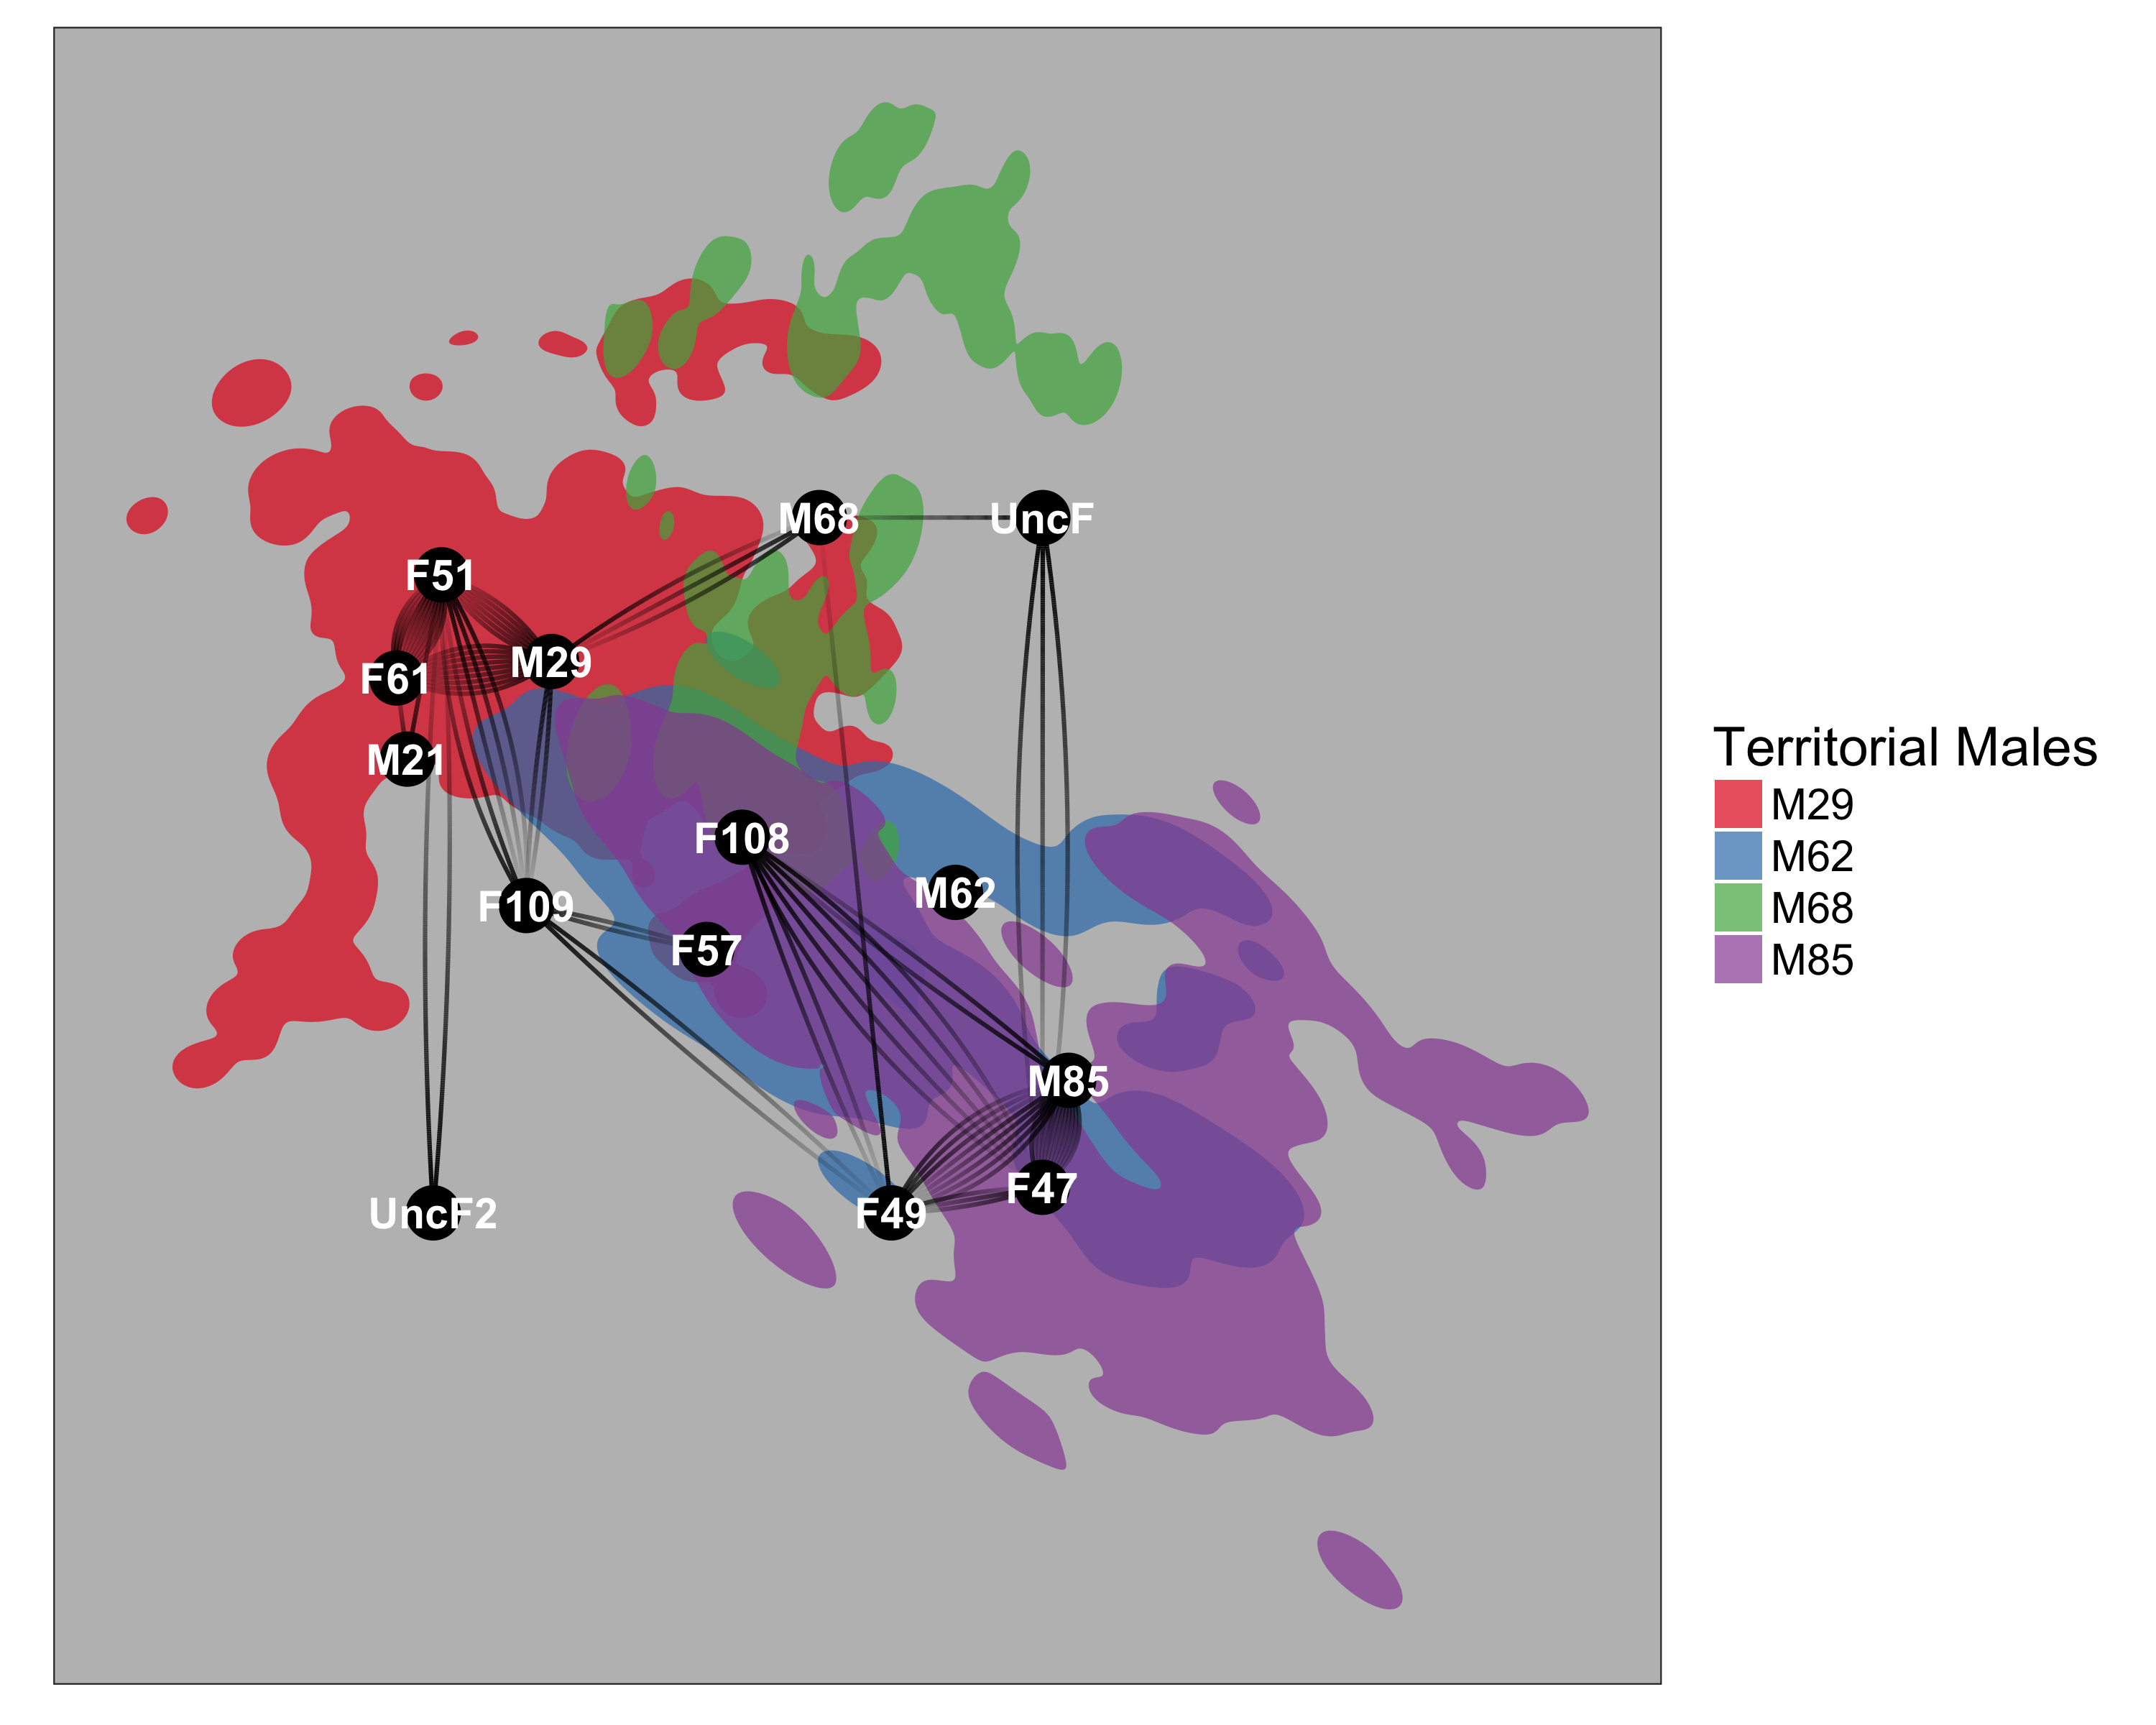 M68
UncF
F51
M29
F61
M21
F108
M62
F109
F57
M85
F47
UncF2
F49
Territorial Males
M29
M62
M68
M85